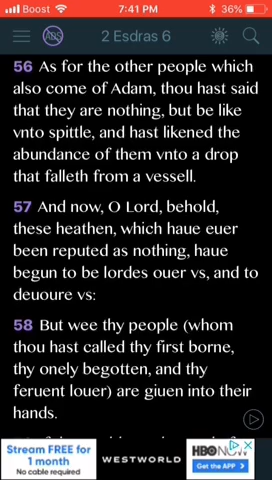 Boost 7:41 PM 36%
ADS 2 Esdras 6
56 As for the other people which
also come of Adam, thou hast said
that they are nothing, but be like
vnto spittle, and hast likened the
abundance of them vnto a drop
that falleth from a vessell.
57 And now, O Lord, behold,
these heathen, which haue euer
been reputed as nothing, haue
begun to be lordes ouer vs, and to
deuoure vs:
58 But wee thy people (whom
thou hast called thy first borne,
thy onely begotten, and thy
feruent louer) are giuen into their
hands.
Stream FREE for
1 month
No cable required
WESTWORLD
HBO NOW
Get the App >